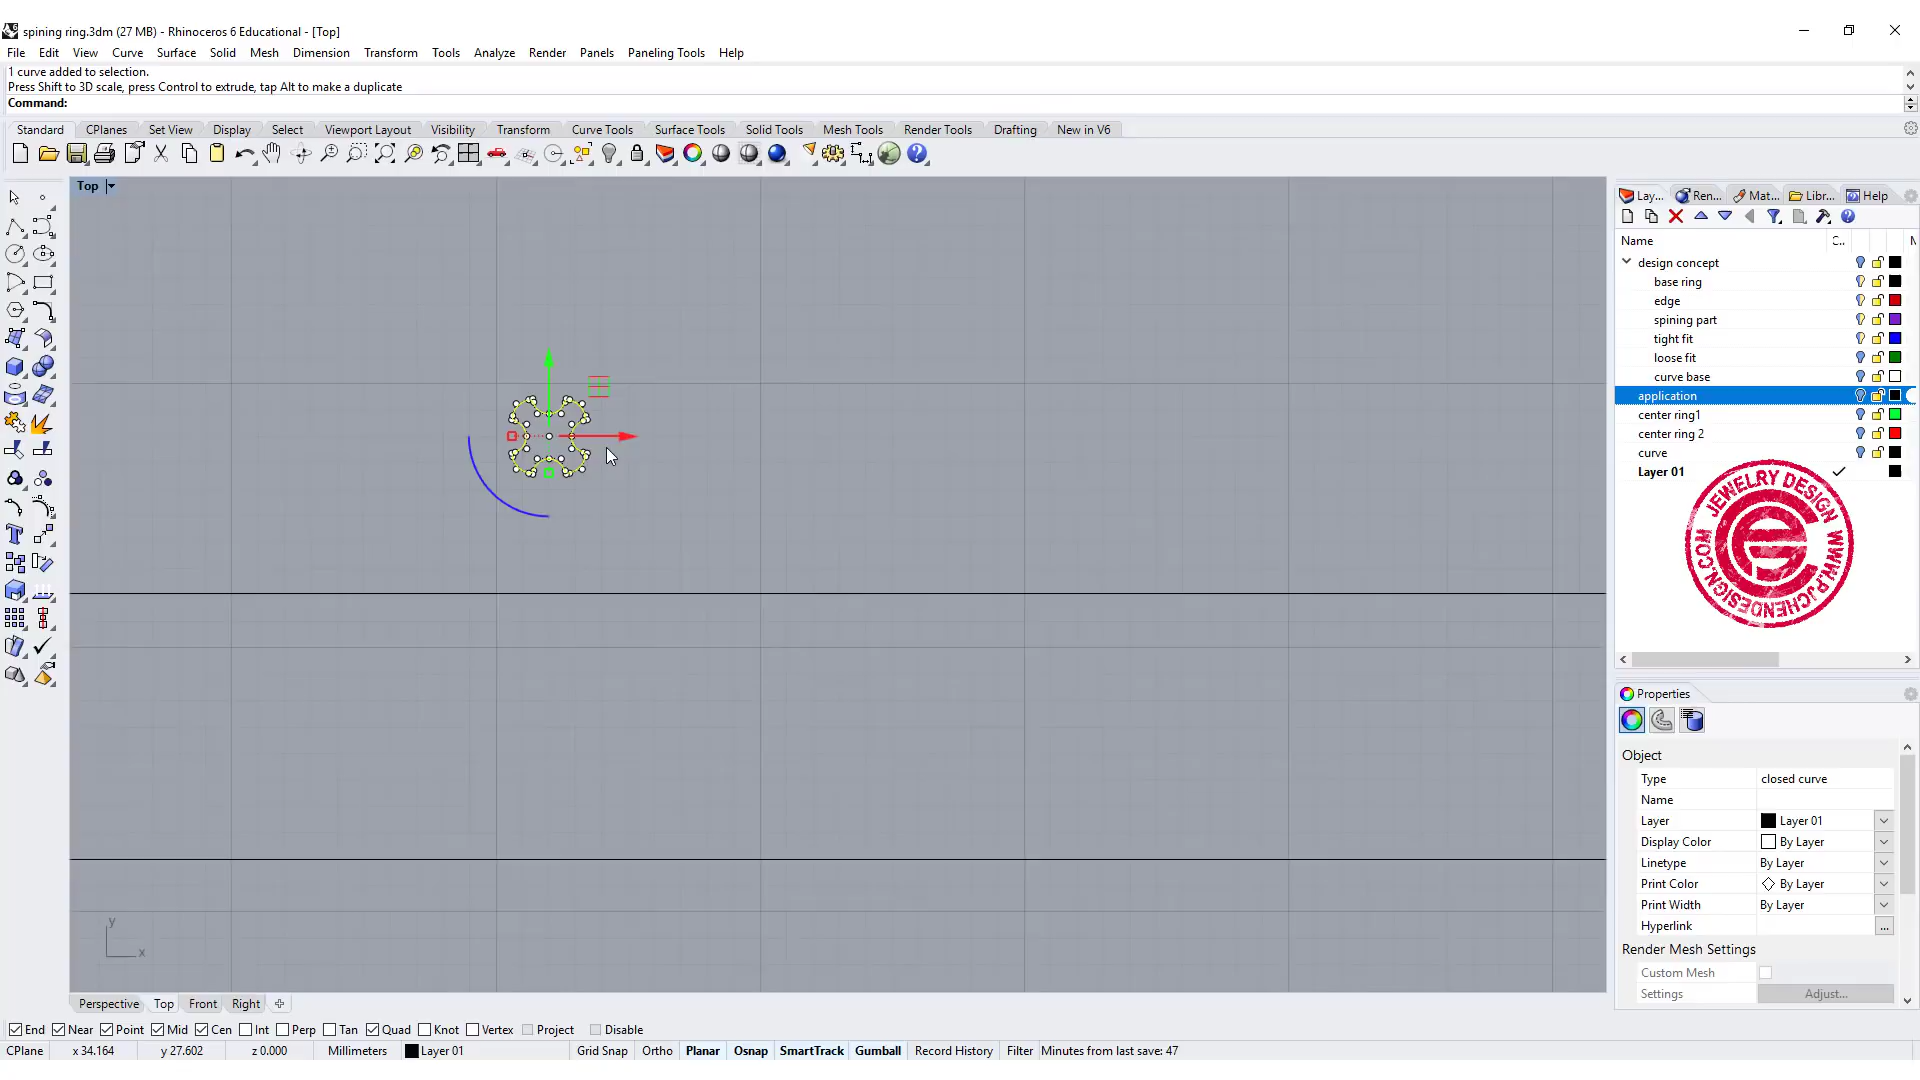 spining ring.3dm (27 MB) - Rhinoceros 6 Educational - [Top]
File Edit View Curve Surface Solid Mesh Dimension Transform Tools Analyze Render Panels Paneling Tools Help
1 curve added to selection.
Press Shift to 3D scale, press Control to extrude, tap Alt to make a duplicate
Command:
Standard CPlanes Set View Display Select Viewport Layout Visibility Transform Curve Tools Surface Tools Solid Tools Mesh Tools Render Tools Drafting New in V6
Top
Lay... Ren... Mat... Libr... Help
Name C.. M
design concept
base ring
edge
spining part
tight fit
loose fit
curve base
application
center ring1
center ring 2
curve
Layer 01
JEWELRY DESIGN
WWW.PJCHENDESIGN.COM
Properties
Object
Type closed curve
Name
Layer Layer 01
Display Color By Layer
Linetype By Layer
Print Color By Layer
Print Width By Layer
Hyperlink ...
Render Mesh Settings
Custom Mesh
Settings Adjust...
y
x
Perspective Top Front Right
End Near Point Mid Cen Int Perp Tan Quad Knot Vertex Project Disable
CPlane x 34.164 y 27.602 z 0.000 Millimeters Layer 01 Grid Snap Ortho Planar Osnap SmartTrack Gumball Record History Filter Minutes from last save: 47